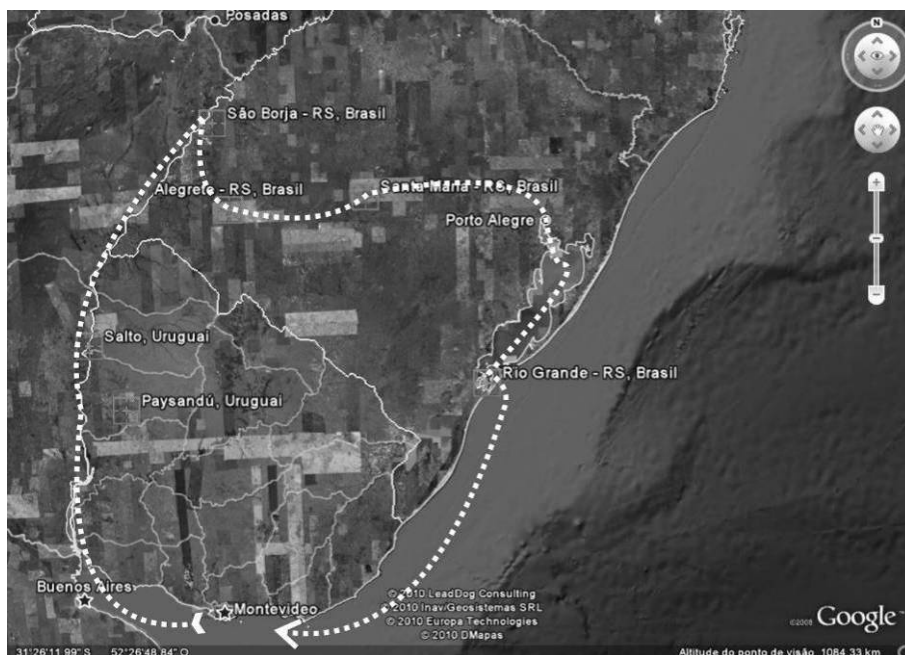 Posadas
N
São Borja - RS, Brasil
Alegrete - RS, Brasil
Santa Maria - RS, Brasil
Porto Alegre
Salto, Uruguai
Rio Grande - RS, Brasil
Paysandú, Uruguai
Buenos Aires
Montevideo
© 2010 LeadDog Consulting
© 2010 Inav/Geosistemas SRL
© 2010 Europa Technologies
© 2010 DMapas
©2008 Google™
31°26'11.99" S 52°26'48.84" O
Altitude do ponto de visão 1084.33 km